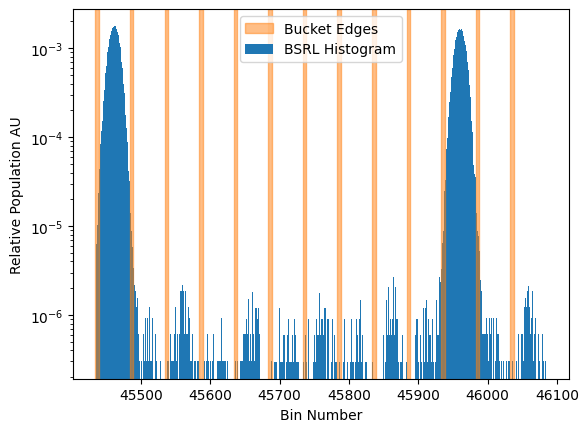 Bucket Edges
BSRL Histogram
Relative Population AU
10⁻³
10⁻⁴
10⁻⁵
10⁻⁶
45500 45600 45700 45800 45900 46000 46100
Bin Number